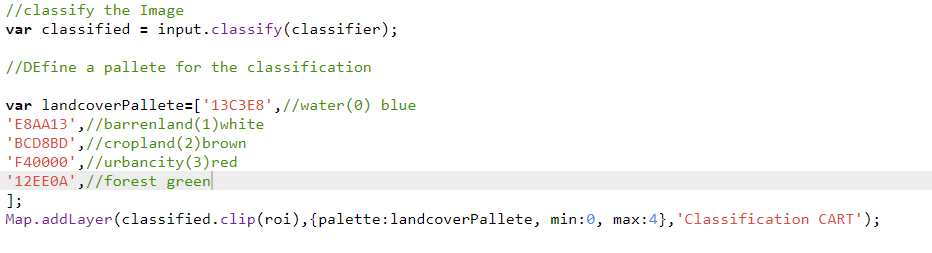 //classify the Image
var classified = input.classify(classifier);
//DEfine a pallete for the classification
var landcoverPallete=['13C3E8',//water(0) blue
'E8AA13',//barrenland(1)white
'BCD8BD',//cropland(2)brown
'F40000',//urbancity(3)red
'12EE0A',//forest green
];
Map.addLayer(classified.clip(roi),{palette:landcoverPallete, min:0, max:4},'Classification CART');